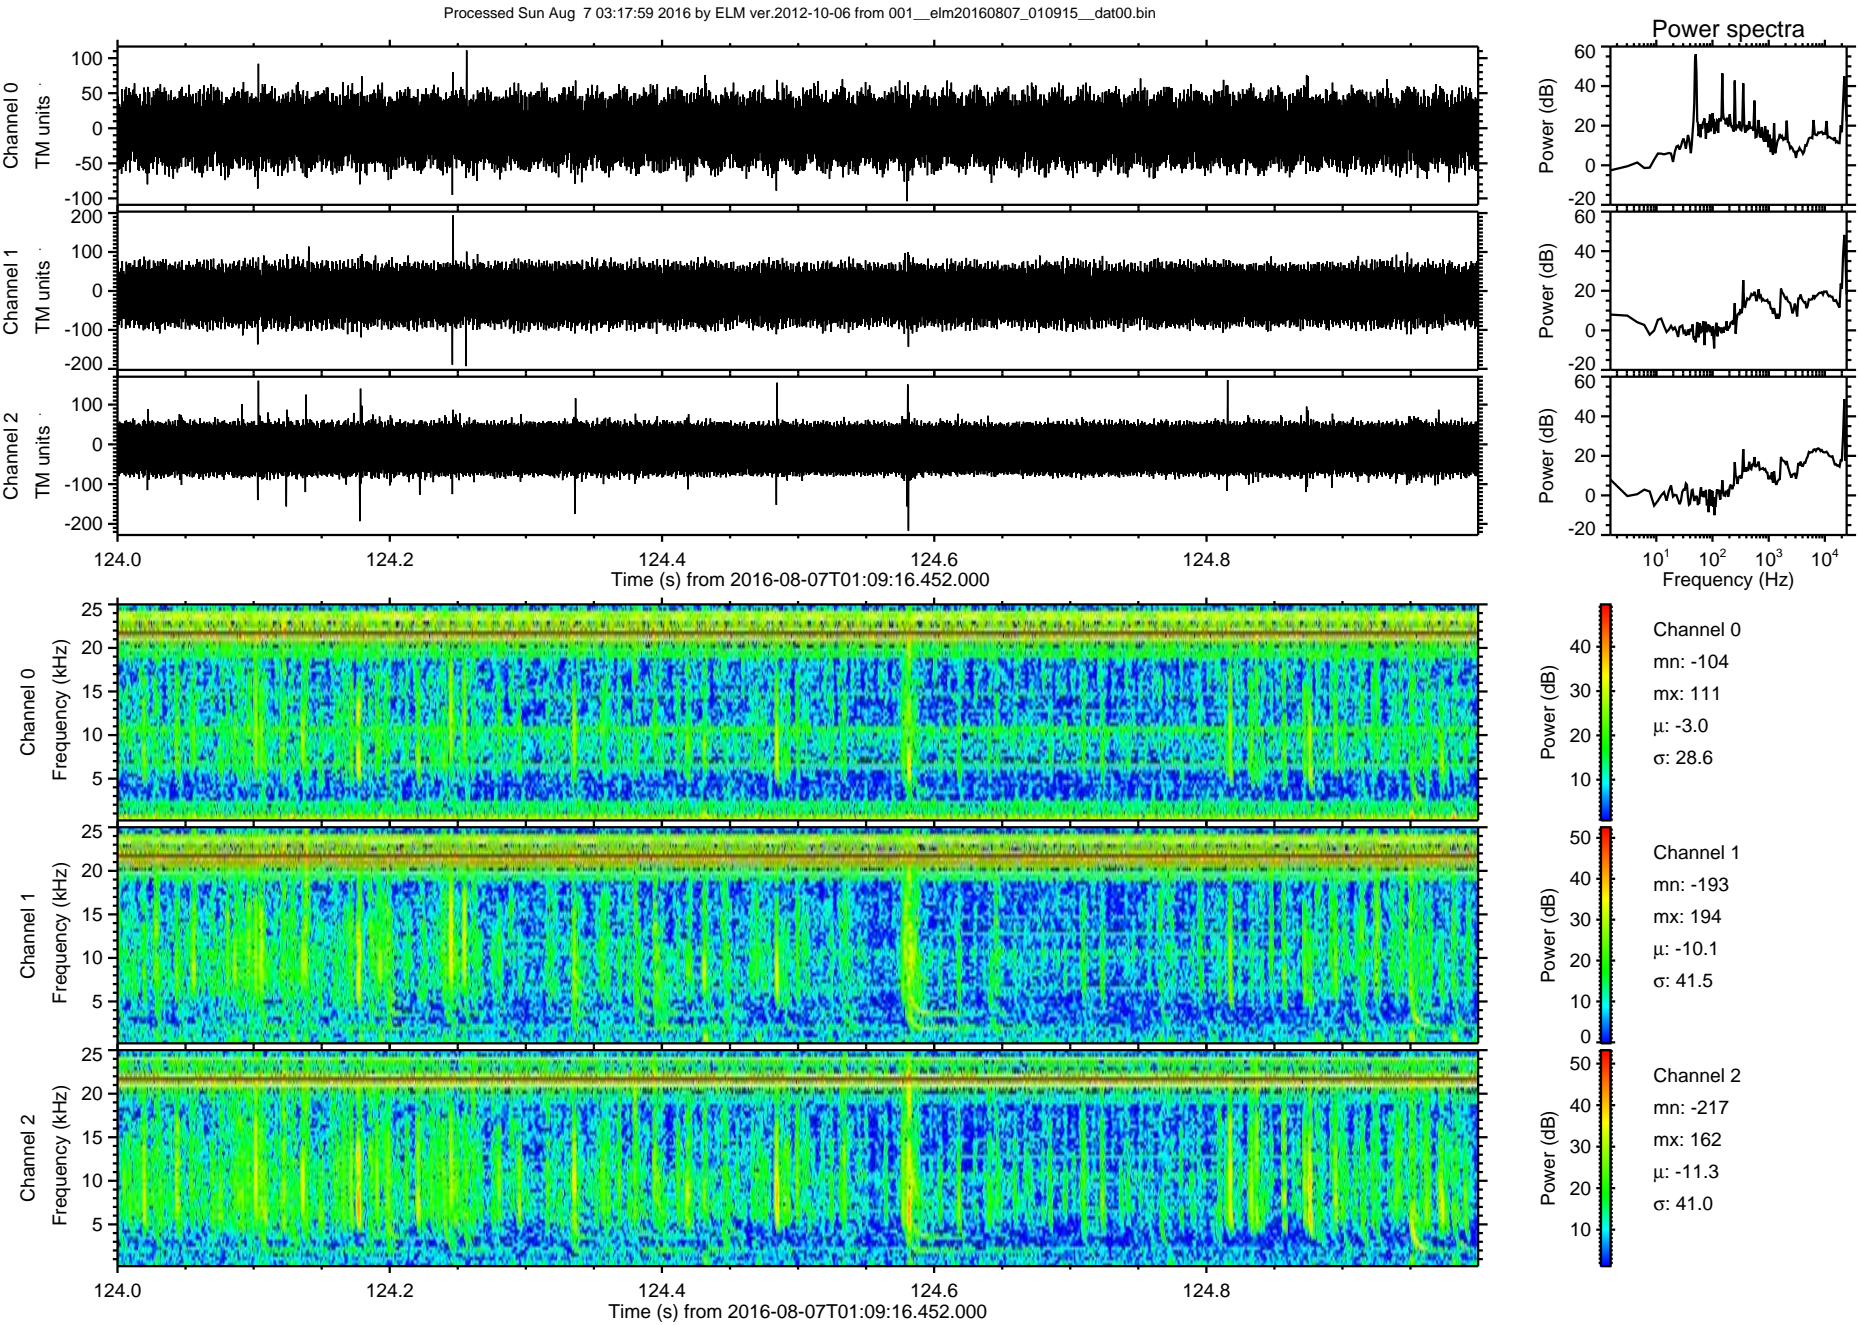 Processed Sun Aug  7 03:17:59 2016 by ELM ver.2012-10-06 from 001__elm20160807_010915__dat00.bin
Power spectra
Channel 0
TM units
100
50
0
-50
-100
Power (dB)
60
40
20
0
-20
Channel 1
TM units
200
100
0
-100
-200
Power (dB)
60
40
20
0
-20
Channel 2
TM units
100
0
-100
-200
Power (dB)
60
40
20
0
-20
124.0 124.2 124.4 124.6 124.8
Time (s) from 2016-08-07T01:09:16.452.000
10^1 10^2 10^3 10^4
Frequency (Hz)
Channel 0
Frequency (kHz)
25
20
15
10
5
Power (dB)
40
30
20
10
Channel 0
mn: -104
mx: 111
μ: -3.0
σ: 28.6
Channel 1
Frequency (kHz)
25
20
15
10
5
Power (dB)
50
40
30
20
10
0
Channel 1
mn: -193
mx: 194
μ: -10.1
σ: 41.5
Channel 2
Frequency (kHz)
25
20
15
10
5
Power (dB)
50
40
30
20
10
Channel 2
mn: -217
mx: 162
μ: -11.3
σ: 41.0
124.0 124.2 124.4 124.6 124.8
Time (s) from 2016-08-07T01:09:16.452.000